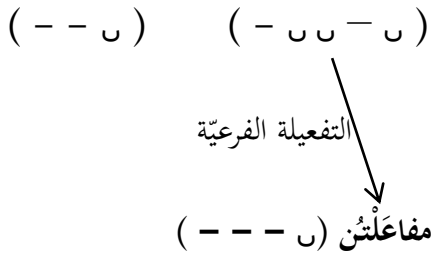 ( ں – ں ں – ) ( ں – – )
التفعيلة الفرعيّة
مفاعَلْتُن (ں – – – )